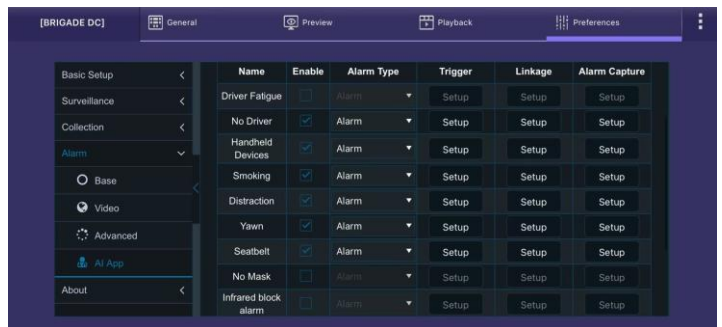 [BRIGADE DC] General Preview Playback Preferences
Basic Setup
Surveillance
Collection
Alarm
Base
Video
Advanced
AI App
About
Name Enable Alarm Type Trigger Linkage Alarm Capture
Driver Fatigue Alarm Setup Setup Setup
No Driver Alarm Setup Setup Setup
Handheld
Devices Alarm Setup Setup Setup
Smoking Alarm Setup Setup Setup
Distraction Alarm Setup Setup Setup
Yawn Alarm Setup Setup Setup
Seatbelt Alarm Setup Setup Setup
No Mask Alarm Setup Setup Setup
Infrared block
alarm Alarm Setup Setup Setup